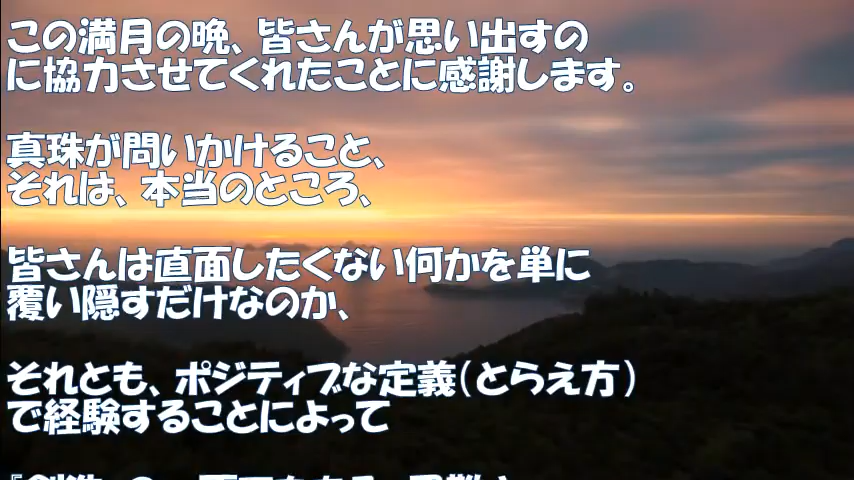 この満月の晩、皆さんが思い出すの
に協力させてくれたことに感謝します。
真珠が問いかけること、
それは、本当のところ、
皆さんは直面したくない何かを単に
覆い隠すだけなのか、
それとも、ポジティブな定義(とらえ方)
で経験することによって